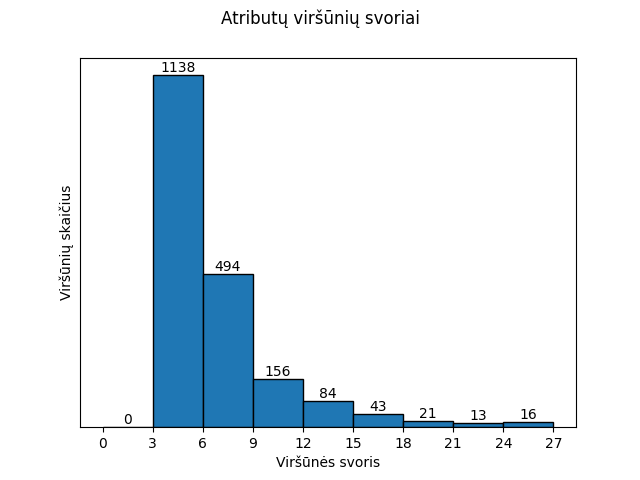 Atributų viršūnių svoriai
Viršūnių skaičius
1138
494
156
84
43
21
13
16
0
0 3 6 9 12 15 18 21 24 27
Viršūnės svoris